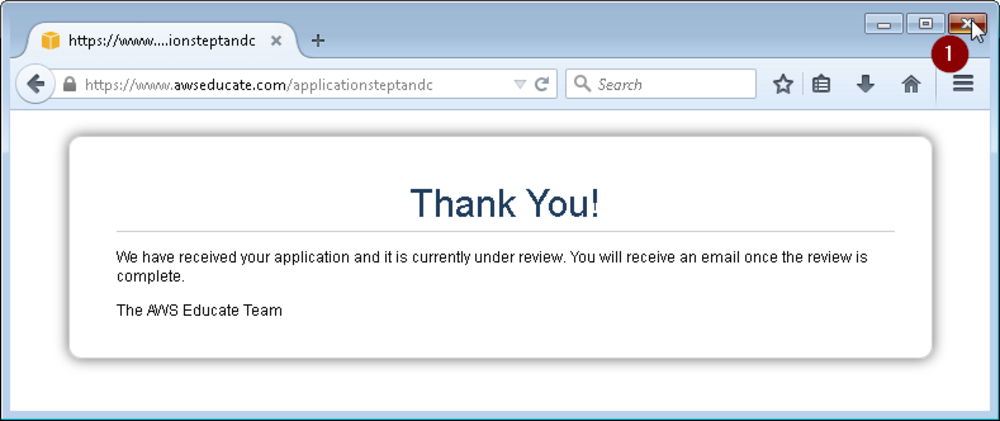 https://www....ionsteptandc
1
https://www.awseducate.com/applicationsteptandc
Search
Thank You!
We have received your application and it is currently under review. You will receive an email once the review is
complete.
The AWS Educate Team